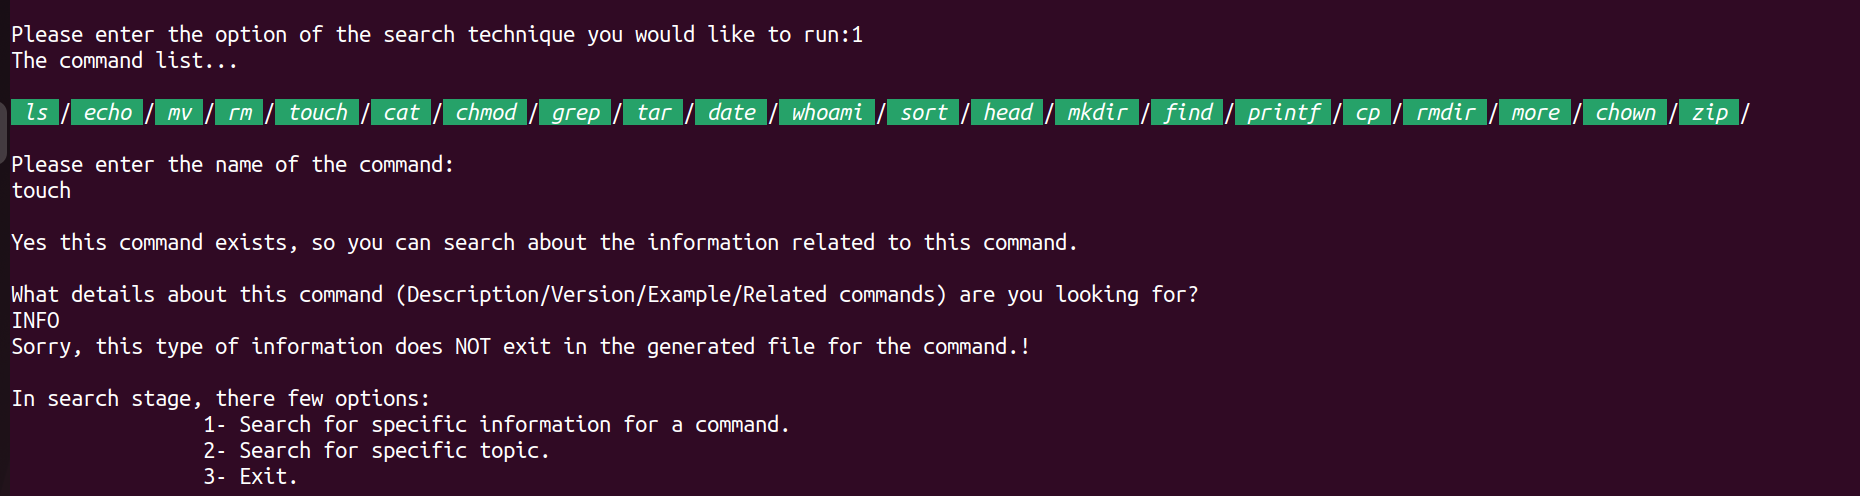 Please enter the option of the search technique you would like to run:1
The command list...
ls / echo / mv / rm / touch / cat / chmod / grep / tar / date / whoami / sort / head / mkdir / find / printf / cp / rmdir / more / chown / zip /
Please enter the name of the command:
touch
Yes this command exists, so you can search about the information related to this command.
What details about this command (Description/Version/Example/Related commands) are you looking for?
INFO
Sorry, this type of information does NOT exit in the generated file for the command.!
In search stage, there few options:
1- Search for specific information for a command.
2- Search for specific topic.
3- Exit.